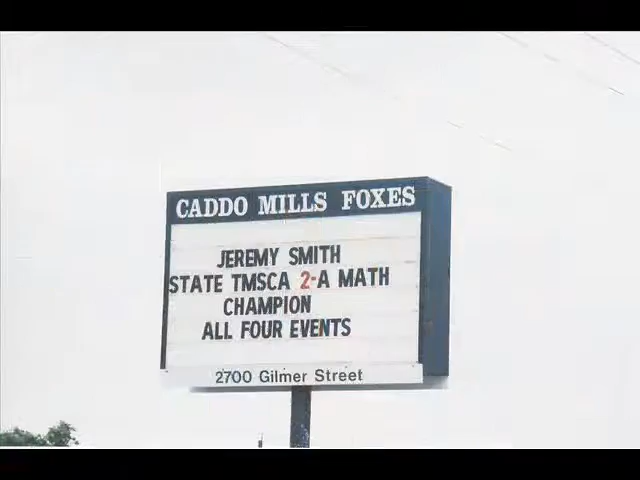 CADDO MILLS FOXES
JEREMY SMITH
STATE TMSCA 2-A MATH
CHAMPION
ALL FOUR EVENTS
2700 Gilmer Street